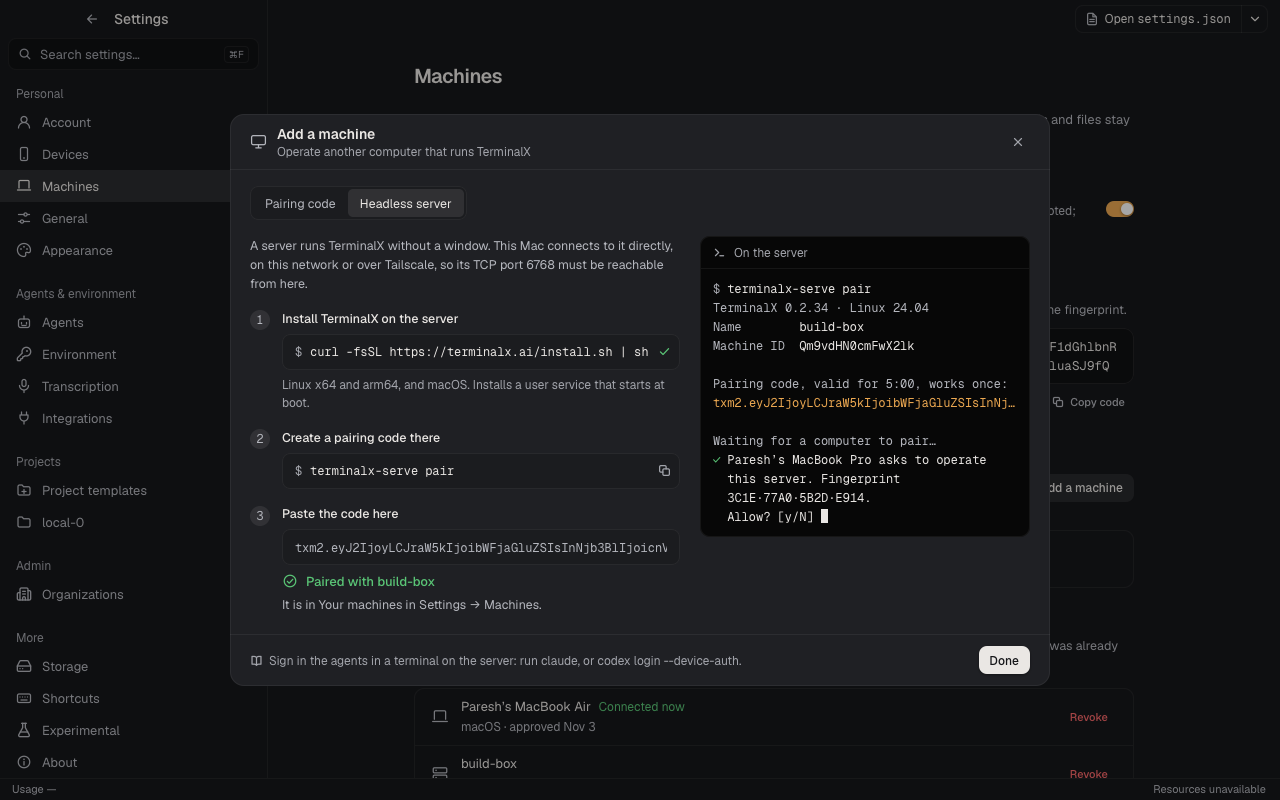 Settings
Open settings.json
Search settings…
⌘F
Personal
Account
Devices
Machines
General
Appearance
Agents & environment
Agents
Environment
Transcription
Integrations
Projects
Project templates
local-0
Admin
Organizations
More
Storage
Shortcuts
Experimental
About
Machines
and files stay
Add a machine
Operate another computer that runs TerminalX
Pairing code
Headless server
A server runs TerminalX without a window. This Mac connects to it directly,
on this network or over Tailscale, so its TCP port 6768 must be reachable
from here.
1
Install TerminalX on the server
$ curl -fsSL https://terminalx.ai/install.sh | sh
Linux x64 and arm64, and macOS. Installs a user service that starts at
boot.
2
Create a pairing code there
$ terminalx-serve pair
3
Paste the code here
txm2.eyJ2IjoyLCJraW5kIjoibWFjaGluZSIsInNjb3BlIjoicnV
Paired with build-box
It is in Your machines in Settings → Machines.
On the server
$ terminalx-serve pair
TerminalX 0.2.34 · Linux 24.04
Name build-box
Machine ID Qm9vdHN0cmFwX2lk
Pairing code, valid for 5:00, works once:
txm2.eyJ2IjoyLCJraW5kIjoibWFjaGluZSIsInNj…
Waiting for a computer to pair…
✓ Paresh’s MacBook Pro asks to operate
this server. Fingerprint
3C1E·77A0·5B2D·E914.
Allow? [y/N]
Sign in the agents in a terminal on the server: run claude, or codex login --device-auth.
Done
pted;
fingerprint.
F1dGhlbnR
luaSJ9fQ
Copy code
dd a machine
was already
Paresh’s MacBook Air Connected now
macOS · approved Nov 3
Revoke
build-box
Revoke
Usage —
Resources unavailable